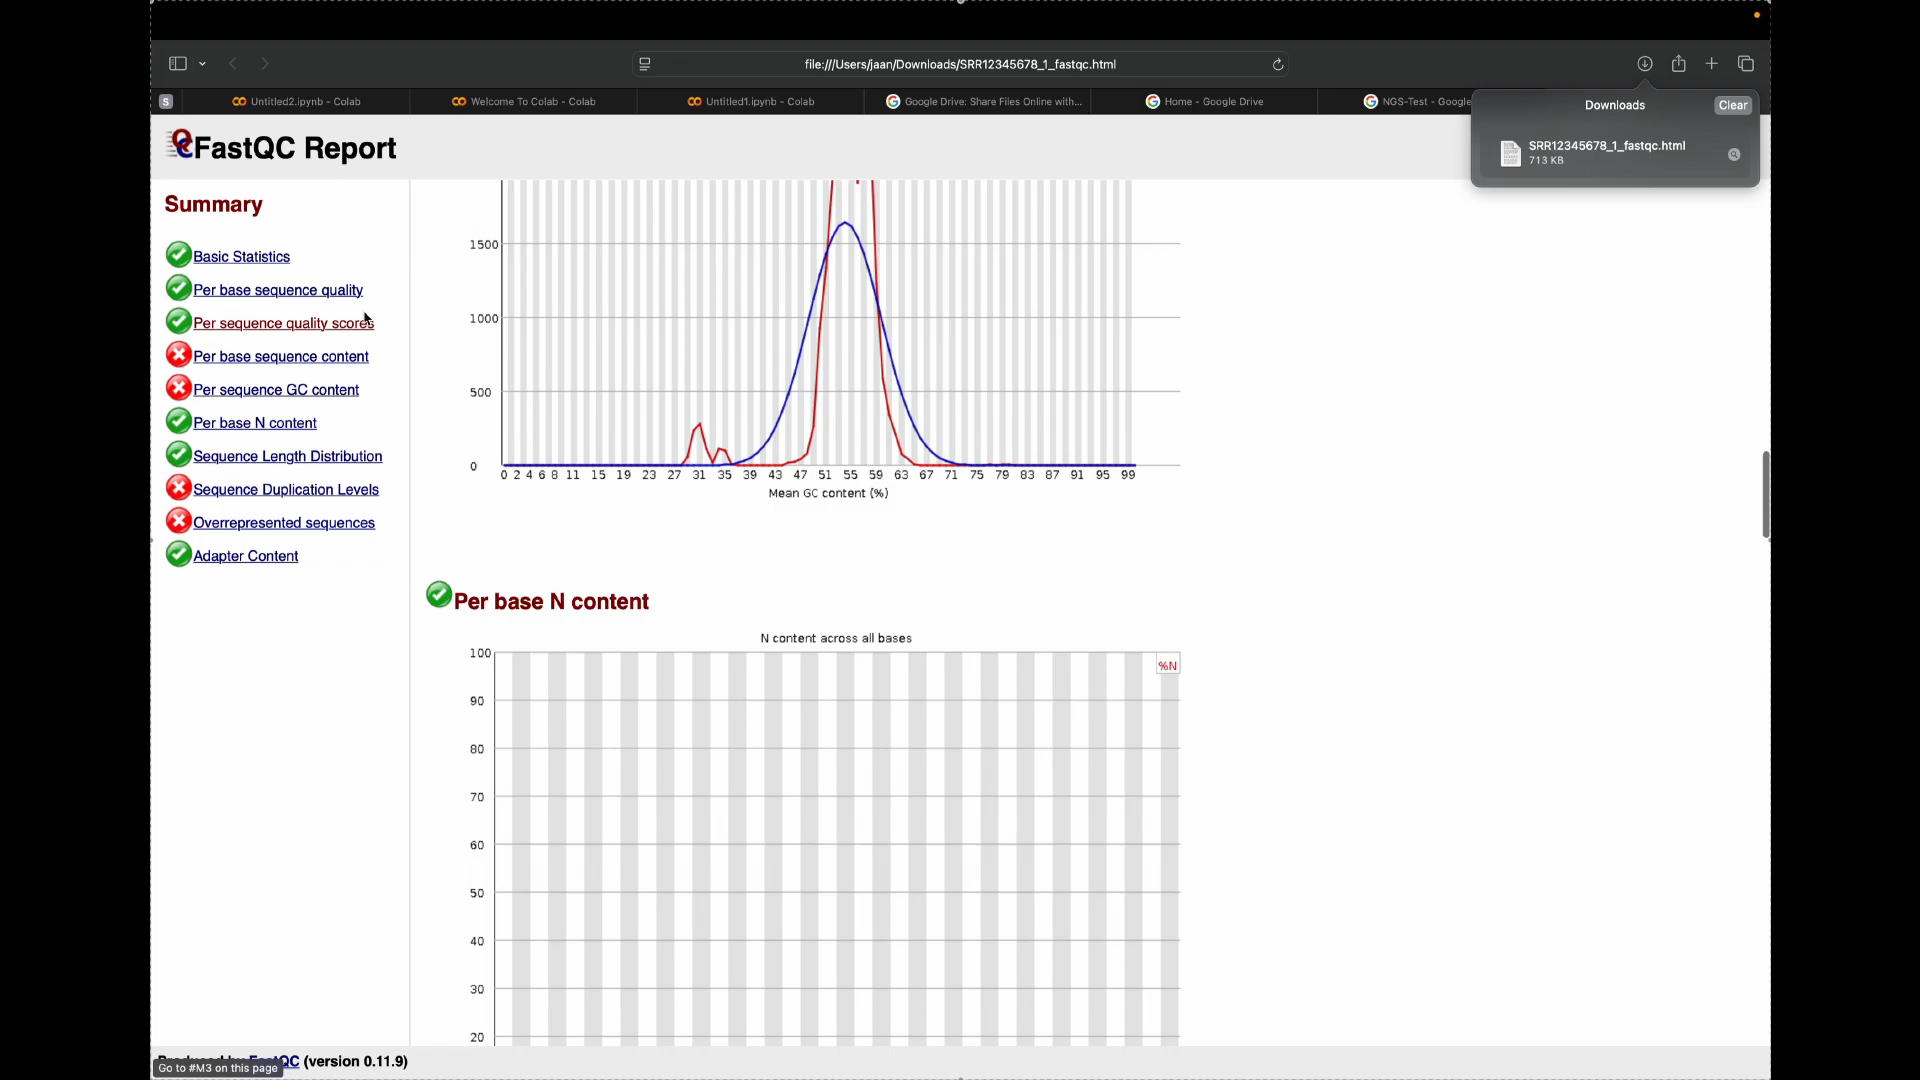 file:///Users/jaan/Downloads/SRR12345678_1_fastqc.html
S
Untitled2.ipynb - Colab
Welcome To Colab - Colab
Untitled1.ipynb - Colab
Google Drive: Share Files Online with...
Home - Google Drive
NGS-Test - Google
Downloads
Clear
SRR12345678_1_fastqc.html
713 KB
FastQC Report
Summary
Basic Statistics
Per base sequence quality
Per sequence quality scores
Per base sequence content
Per sequence GC content
Per base N content
Sequence Length Distribution
Sequence Duplication Levels
Overrepresented sequences
Adapter Content
1500
1000
500
0
0 2 4 6 8 11 15 19 23 27 31 35 39 43 47 51 55 59 63 67 71 75 79 83 87 91 95 99
Mean GC content (%)
Per base N content
N content across all bases
100
%N
90
80
70
60
50
40
30
20
Produced by FastQC (version 0.11.9)
Go to #M3 on this page